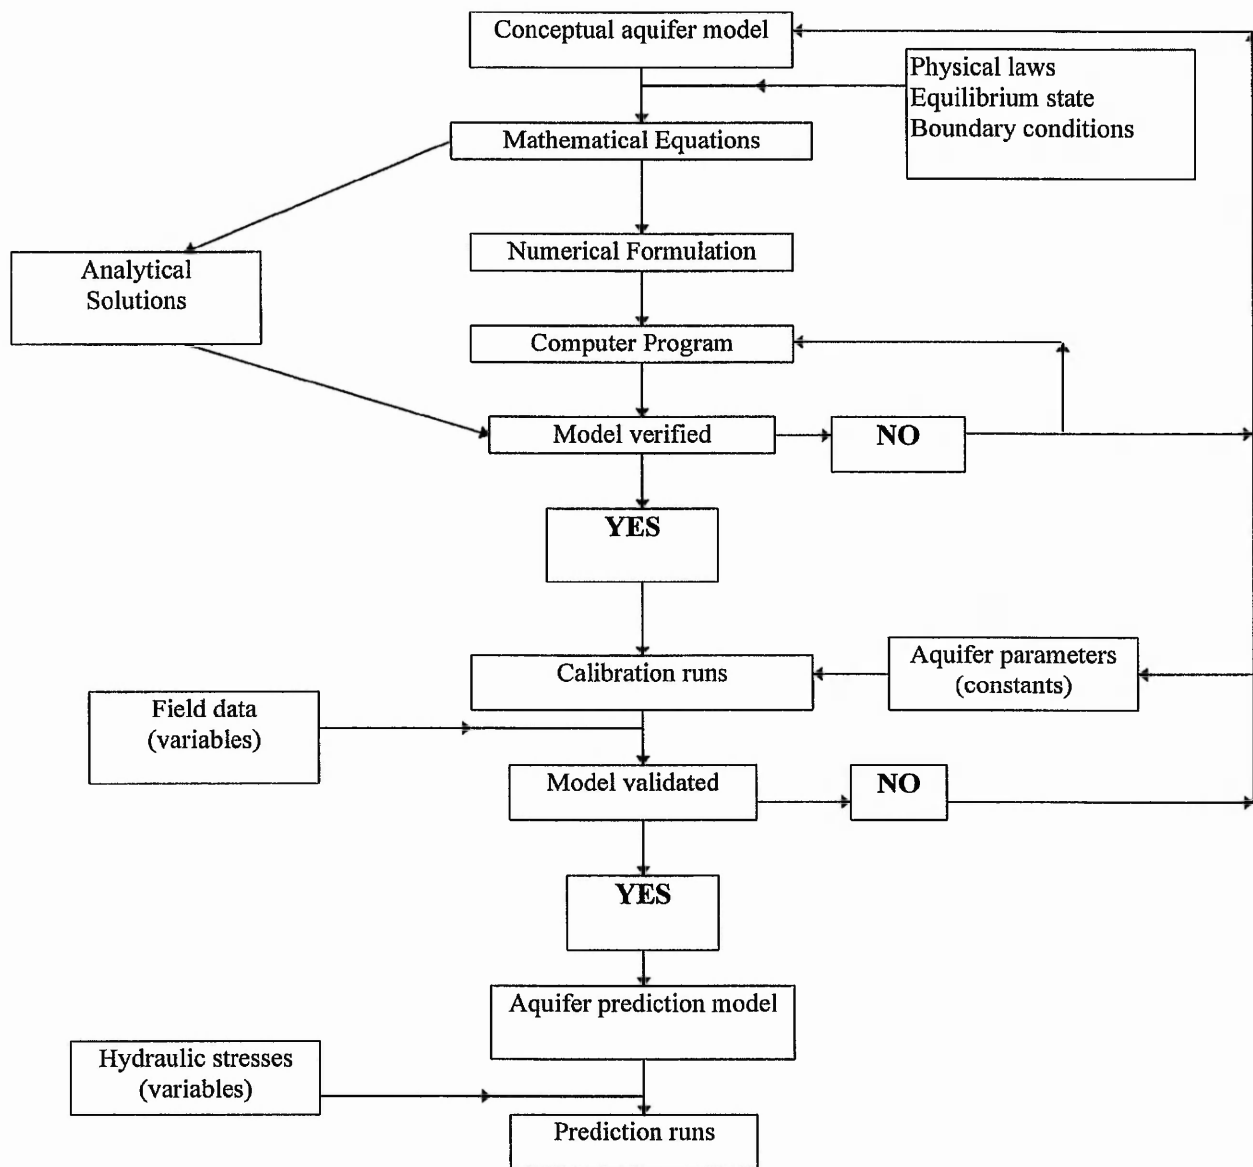 Conceptual aquifer model
Physical laws
Equilibrium state
Boundary conditions
Mathematical Equations
Numerical Formulation
Analytical
Solutions
Computer Program
Model verified
NO
YES
Calibration runs
Aquifer parameters
(constants)
Field data
(variables)
Model validated
NO
YES
Aquifer prediction model
Hydraulic stresses
(variables)
Prediction runs